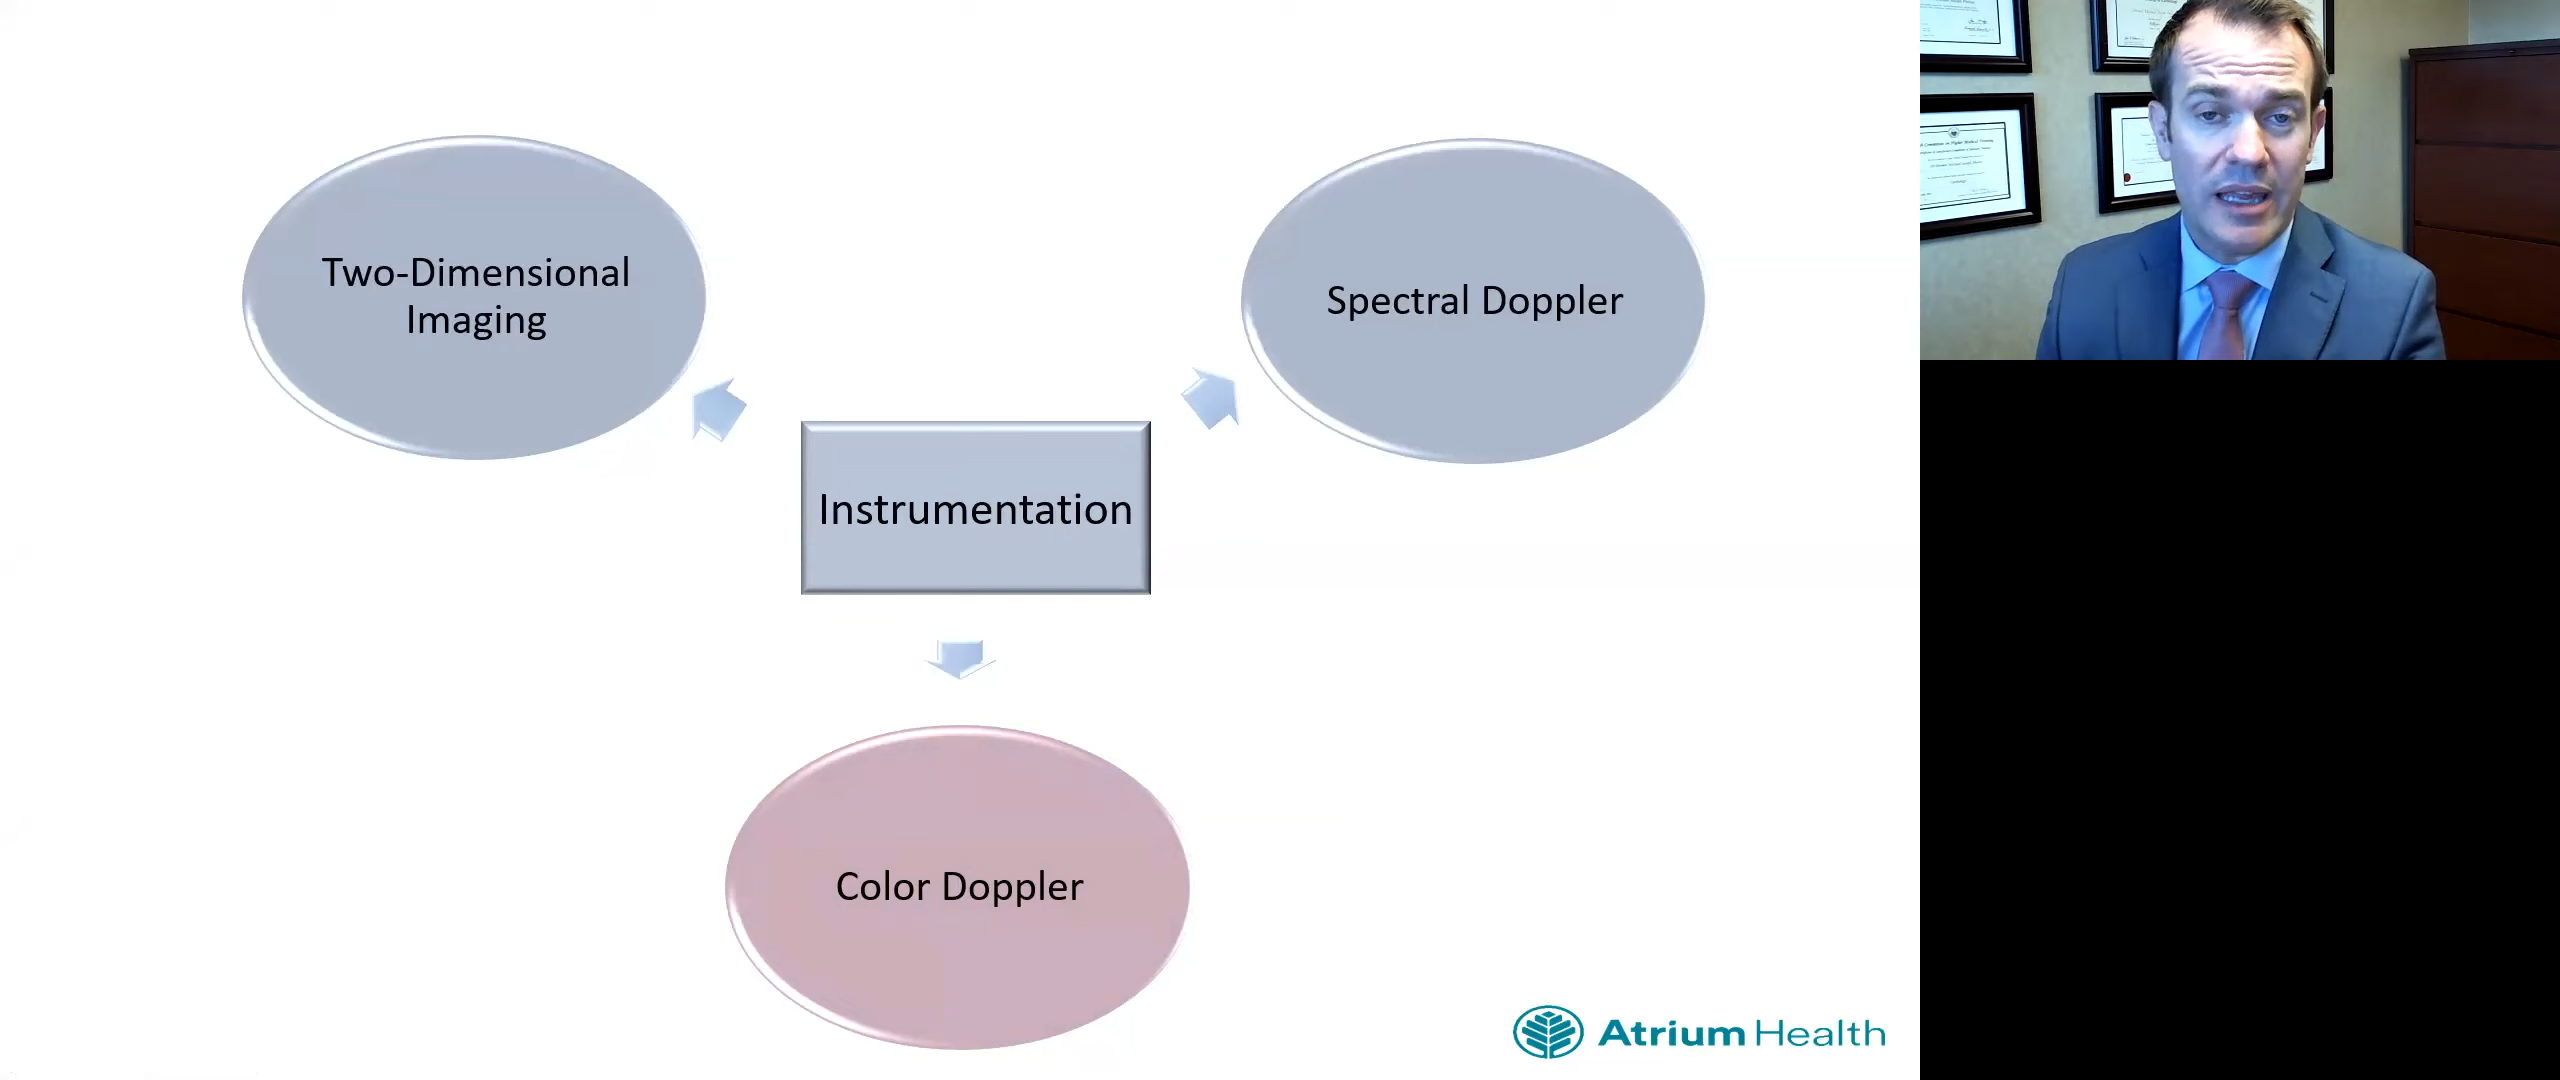 Two-Dimensional
Imaging
Spectral Doppler
Instrumentation
Color Doppler
Atrium Health